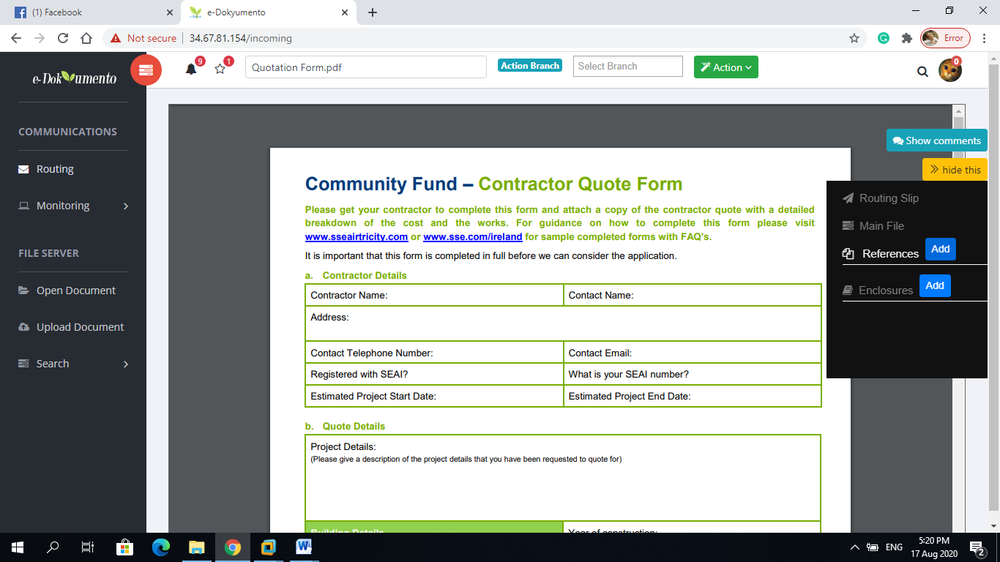 (1) Facebook
e-Dokyumento
Not secure
34.67.81.154/incoming
Error
e-Dokyumento
9
1
Quotation Form.pdf
Action Branch
Select Branch
Action
0
COMMUNICATIONS
Routing
Monitoring
FILE SERVER
Open Document
Upload Document
Search
Show comments
hide this
Routing Slip
Main File
References Add
Enclosures Add
Community Fund – Contractor Quote Form
Please get your contractor to complete this form and attach a copy of the contractor quote with a detailed
breakdown of the cost and the works. For guidance on how to complete this form please visit
www.sseairtricity.com or www.sse.com/ireland for sample completed forms with FAQ's.
It is important that this form is completed in full before we can consider the application.
a. Contractor Details
Contractor Name: Contact Name:
Address:
Contact Telephone Number: Contact Email:
Registered with SEAI? What is your SEAI number?
Estimated Project Start Date: Estimated Project End Date:
b. Quote Details
Project Details:
(Please give a description of the project details that you have been requested to quote for)
Building Details Year of construction:
ENG
5:20 PM
17 Aug 2020
2